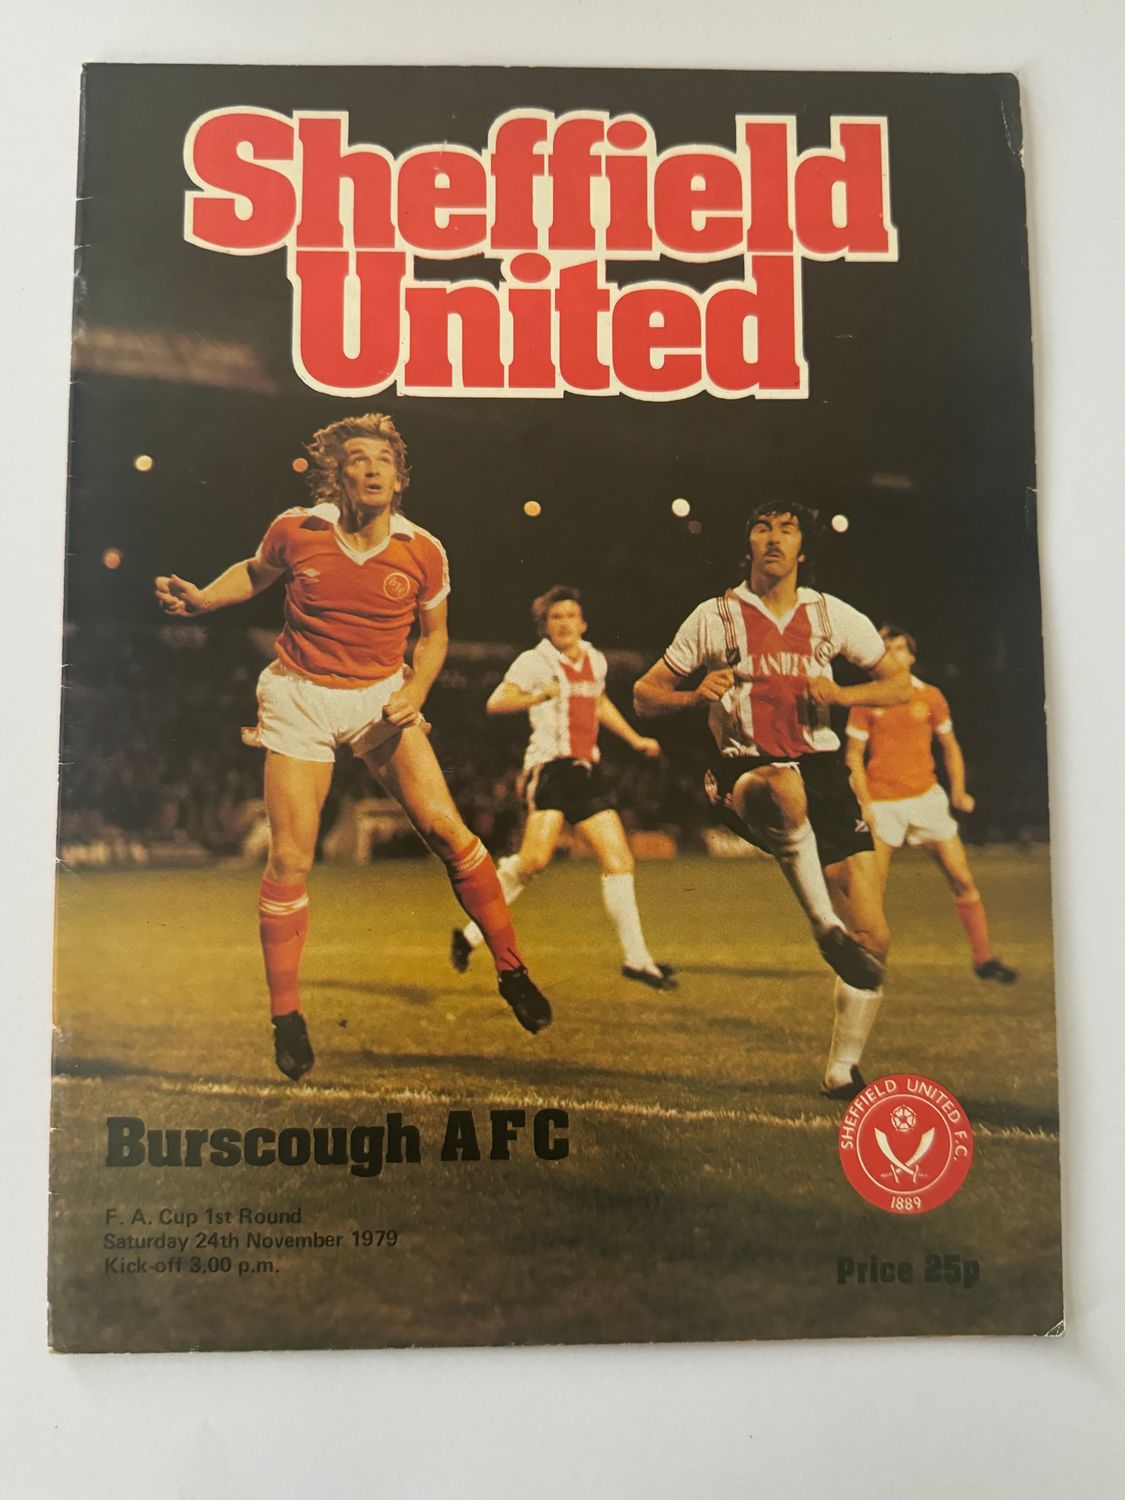 Sheffield
United
Burscough AFC
F. A. Cup 1st Round
Saturday 24th November 1979
Kick-off 3.00 p.m.
SHEFFIELD UNITED F.C.
1889
Price 25p